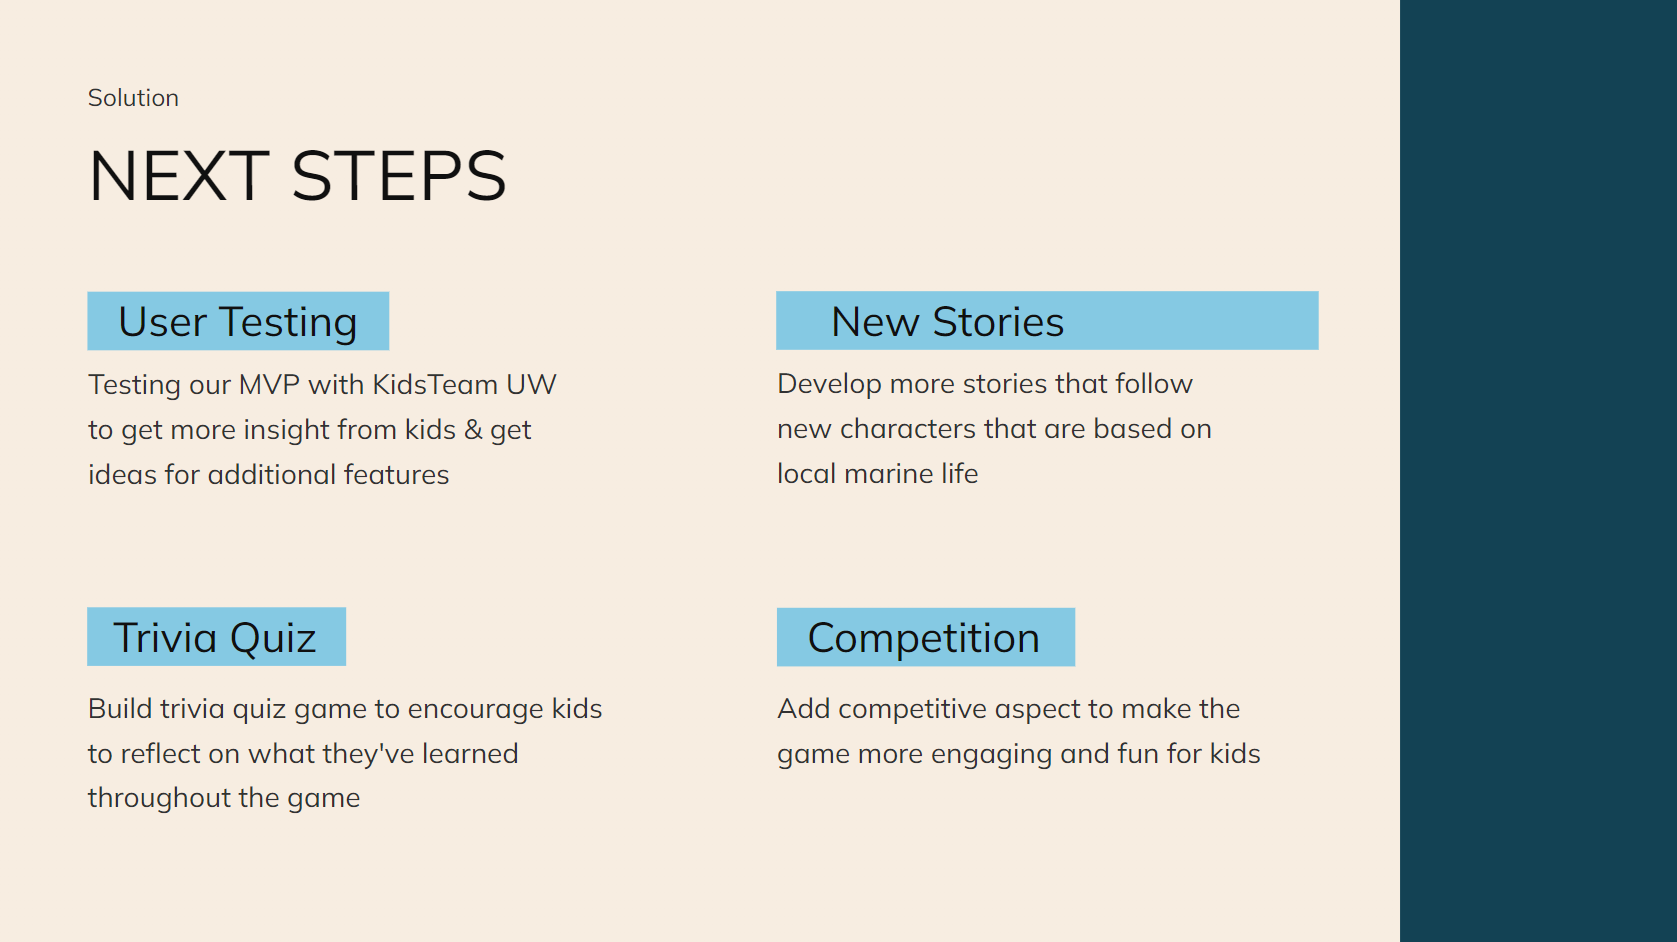 Solution
NEXT STEPS
User Testing
Testing our MVP with KidsTeam UW
to get more insight from kids & get
ideas for additional features
New Stories
Develop more stories that follow
new characters that are based on
local marine life
Trivia Quiz
Build trivia quiz game to encourage kids
to reflect on what they've learned
throughout the game
Competition
Add competitive aspect to make the
game more engaging and fun for kids